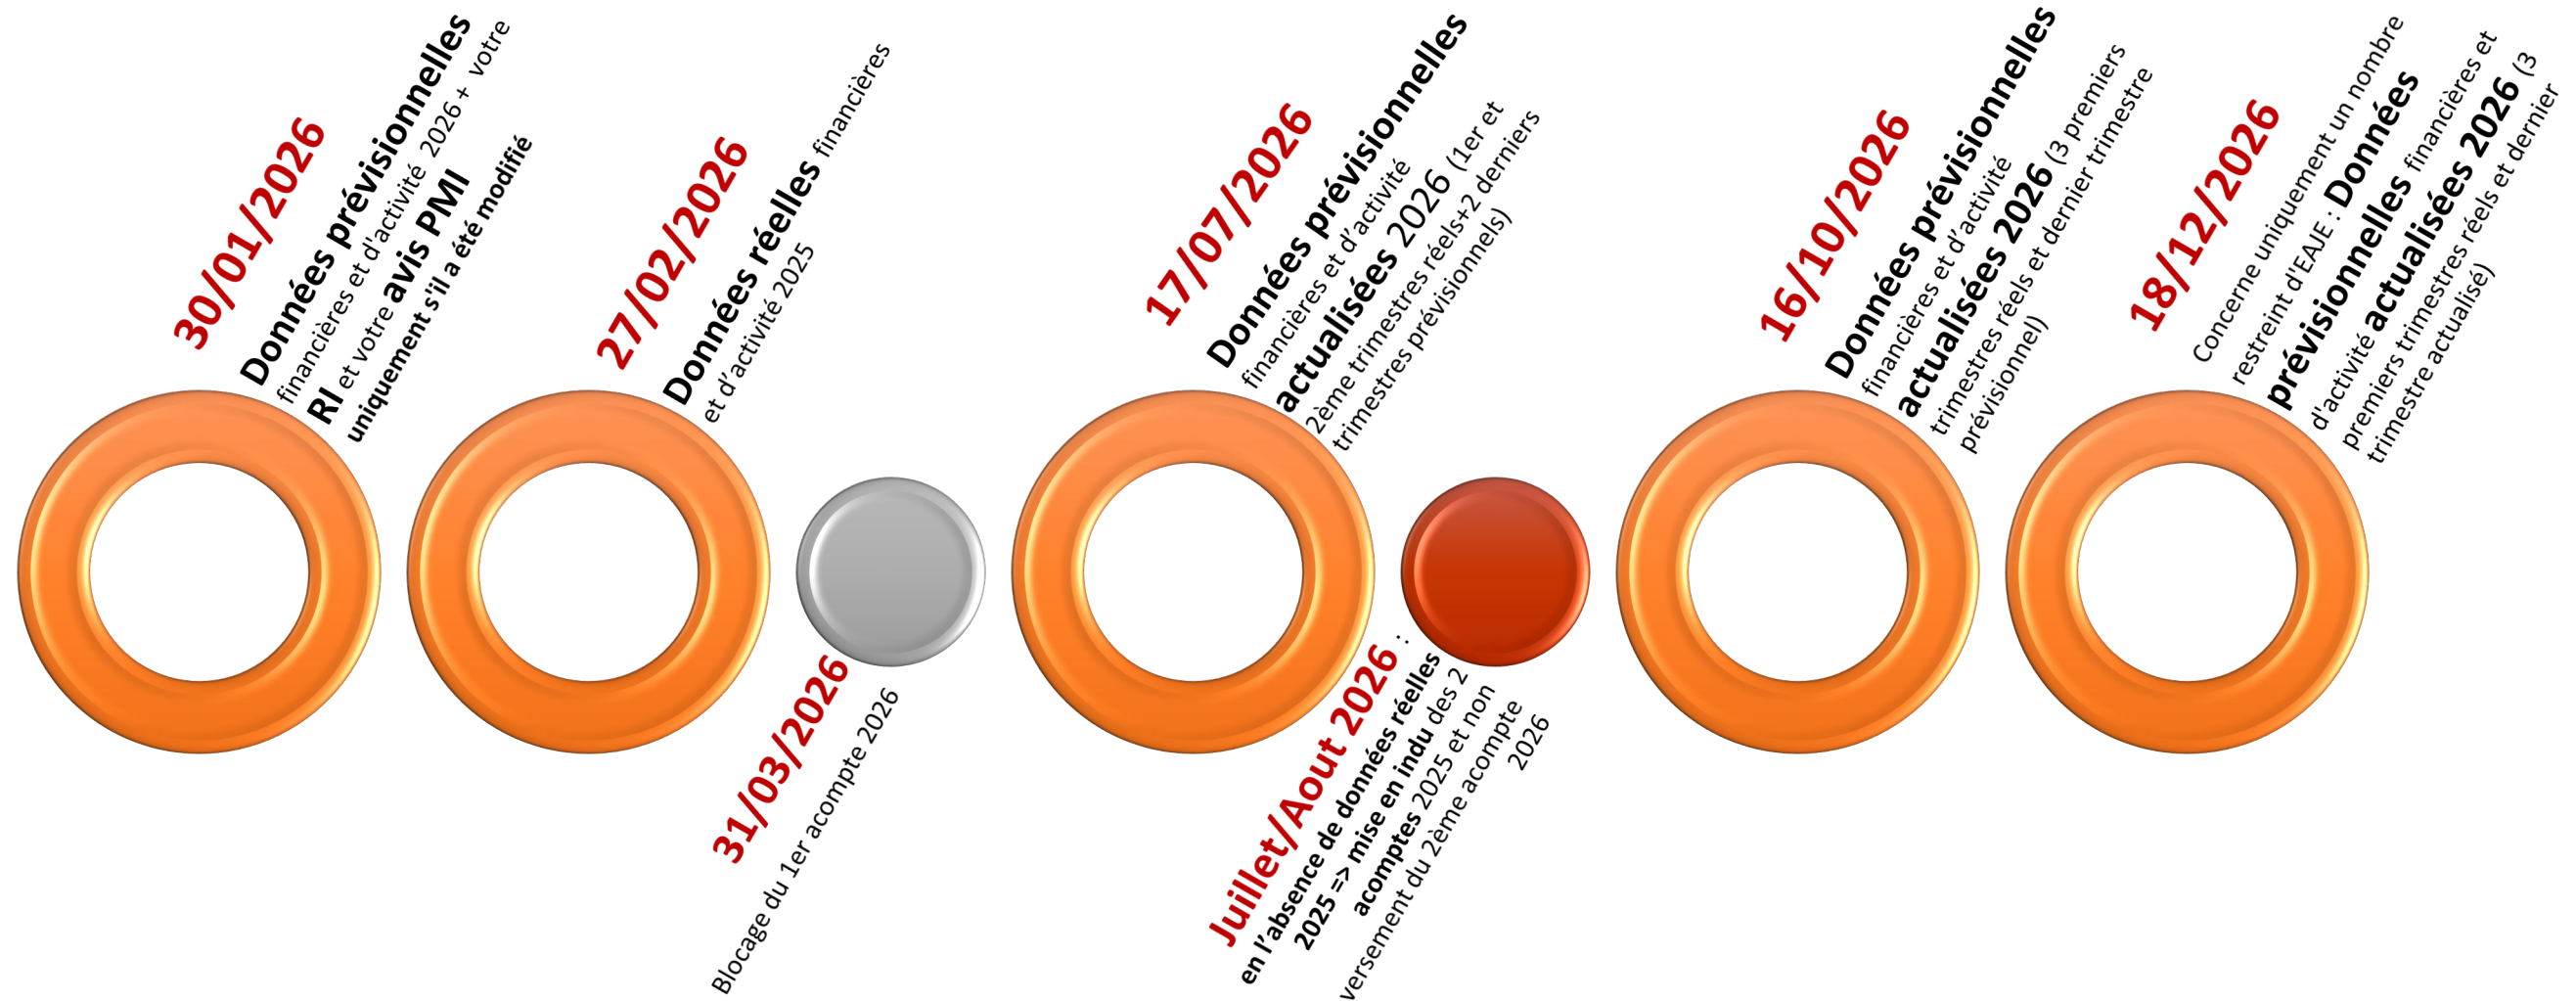 30/01/2026
Données prévisionnelles
financières et d'activité 2026 + votre
RI et votre avis PMI
uniquement s'il a été modifié
27/02/2026
Données réelles financières
et d’activité 2025
31/03/2026
Blocage du 1er acompte 2026
17/07/2026
Données prévisionnelles
financières et d’activité
actualisées 2026 (1er et
2ème trimestres réels+2 derniers
trimestres prévisionnels)
Juillet/Aout 2026 :
en l’absence de données réelles
2025 => mise en indu des 2
acomptes 2025 et non
versement du 2ème acompte
2026
16/10/2026
Données prévisionnelles
financières et d’activité
actualisées 2026 (3 premiers
trimestres réels et dernier trimestre
prévisionnel)
18/12/2026
Concerne uniquement un nombre
restreint d'EAJE : Données
prévisionnelles financières et
d'activité actualisées 2026 (3
premiers trimestres réels et dernier
trimestre actualisé)